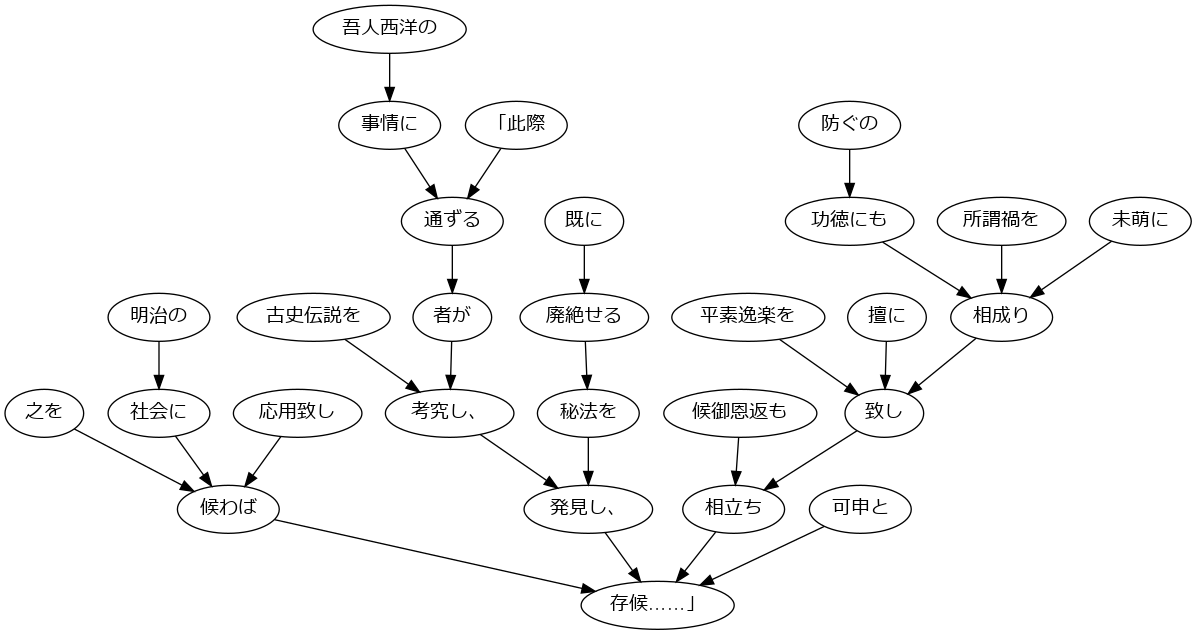 吾人西洋の
事情に
「此際
防ぐの
通ずる
既に
功徳にも
所謂禍を
未萌に
明治の
古史伝説を
者が
廃絶せる
平素逸楽を
擅に
相成り
之を
社会に
応用致し
考究し、
秘法を
候御恩返も
致し
候わば
発見し、
相立ち
可申と
存候……」